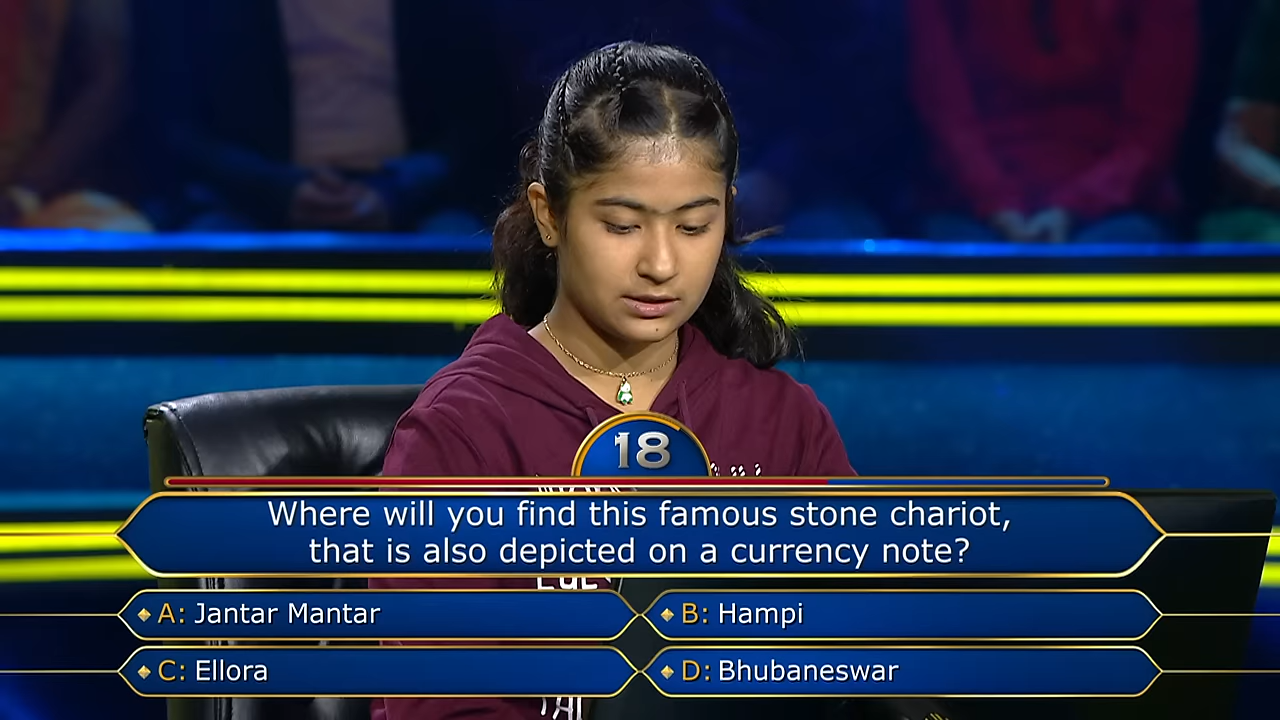 18
Where will you find this famous stone chariot,
that is also depicted on a currency note?
A: Jantar Mantar
B: Hampi
C: Ellora
D: Bhubaneswar